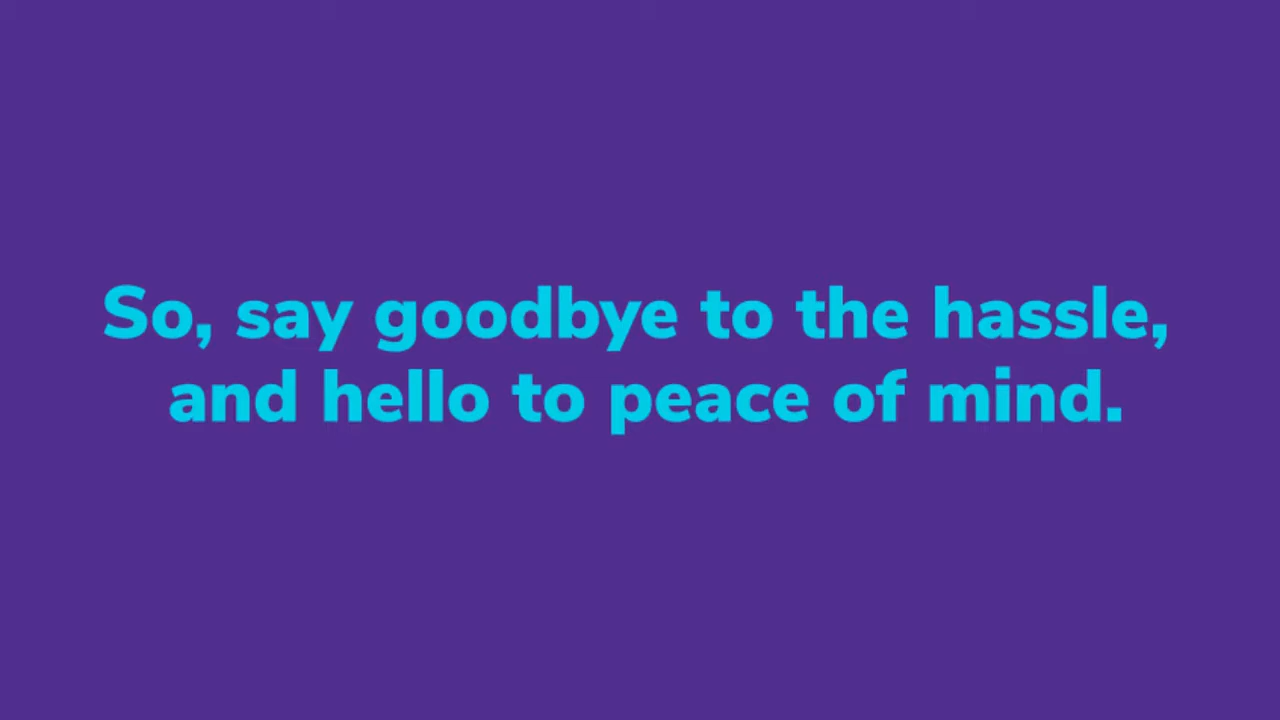 So, say goodbye to the hassle,
and hello to peace of mind.